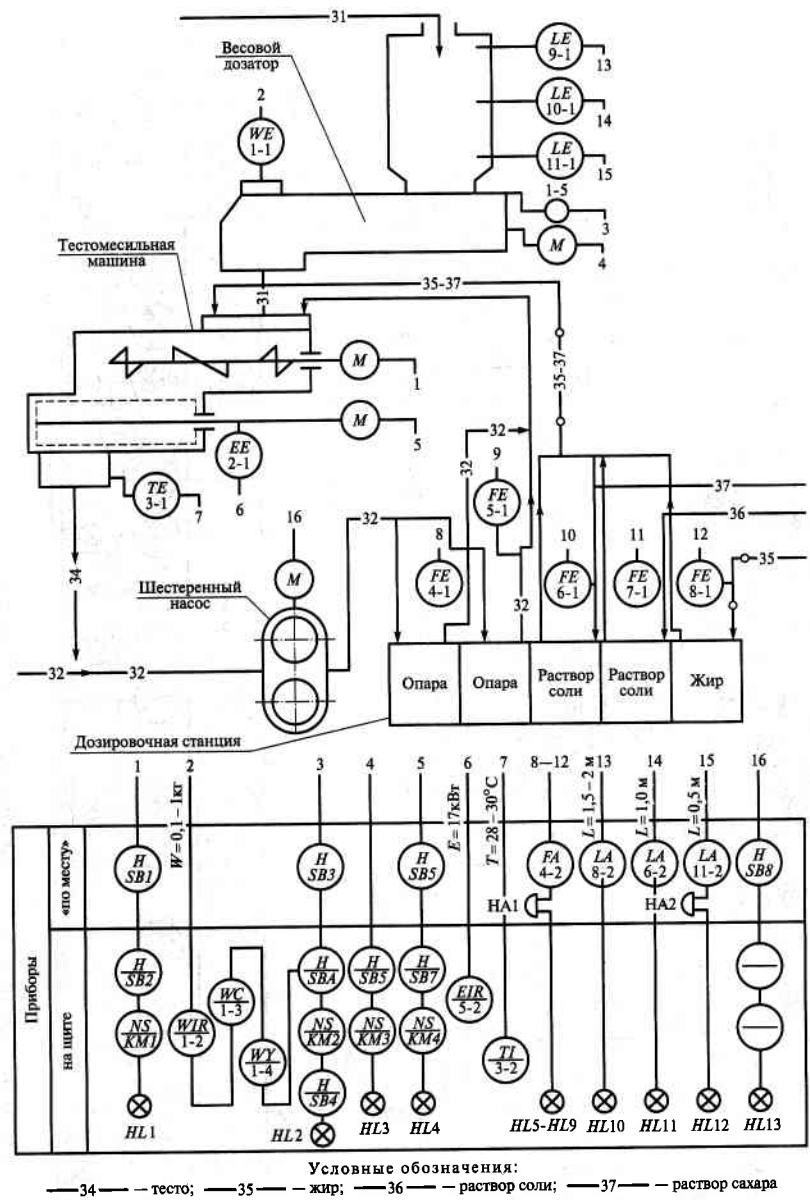 31
Весовой
дозатор
LE
9-1
13
2
LE
10-1
14
WE
1-1
LE
11-1
15
1-5
3
M
4
Тестомесильная
машина
31
35-37
35-37
M
1
M
5
EE
2-1
6
TE
3-1
7
32
32
9
FE
5-1
37
36
16
32
8
10
11
12
35
34
M
FE
4-1
FE
6-1
FE
7-1
FE
8-1
Шестеренный
насос
32
32
32
Опара
Опара
Раствор
соли
Раствор
соли
Жир
Дозировочная станция
1
2
3
4
5
6
7
8—12
13
14
15
16
W=0,1–1кг
E=17кВт
T=28–30°C
L=1,5–2 м
L=1,0 м
L=0,5 м
Приборы
«по месту»
H
SB1
H
SB3
H
SB5
FA
4-2
LA
8-2
LA
6-2
LA
11-2
H
SB8
HA1
HA2
на щите
H
SB2
H
SBA
H
SB5
H
SB7
WC
1-3
EIR
5-2
NS
KM1
WIR
1-2
NS
KM2
NS
KM3
NS
KM4
WY
1-4
TI
3-2
H
SB4
HL1
HL2
HL3
HL4
HL5-HL9
HL10
HL11
HL12
HL13
Условные обозначения:
34 — тесто; 35 — жир; 36 — раствор соли; 37 — раствор сахара